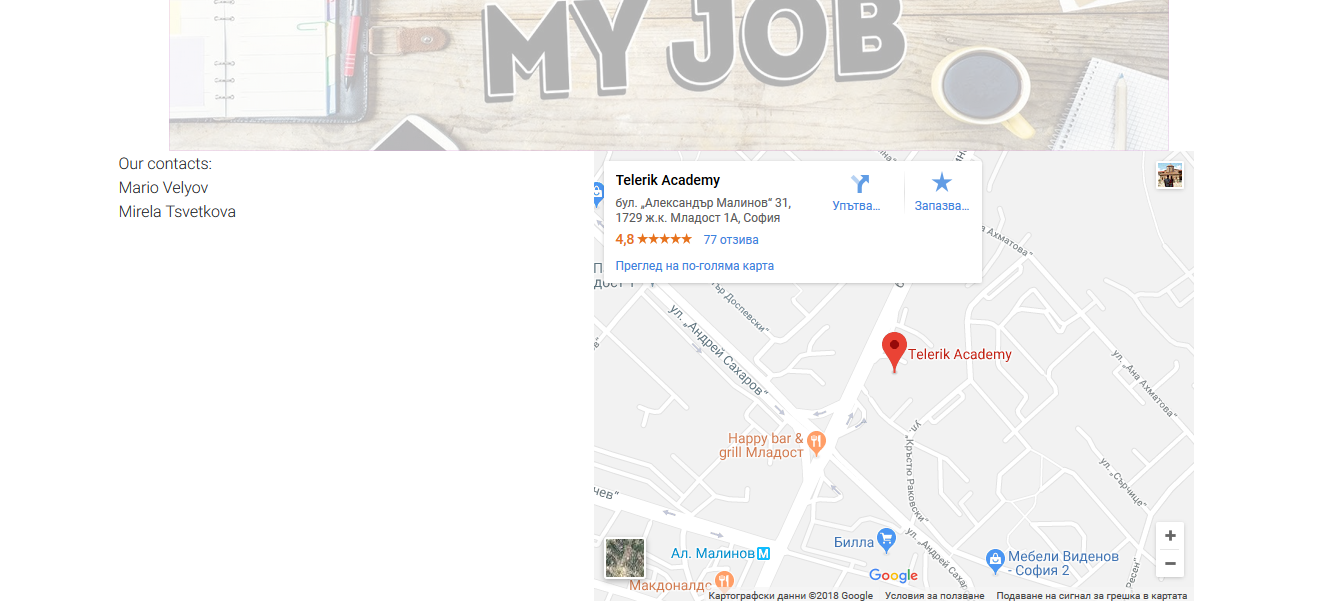 MY JOB
Our contacts:
Mario Velyov
Mirela Tsvetkova
Telerik Academy
бул. „Александър Малинов“ 31,
1729 ж.к. Младост 1А, София
4,8 ★★★★★ 77 отзива
Преглед на по-голяма карта
Упътва...
Запазва...
ул. „Андрей Сахаров“
Telerik Academy
ул. „Ана Ахматова“
Happy bar &
grill Младост
ул. „Кръстю Раковски“
ул. „Сърчице“
Билла
Ал. Малинов M
Мебели Виденов
- София 2
Макдоналдс
Google
Картографски данни ©2018 Google
Условия за ползване
Подаване на сигнал за грешка в картата